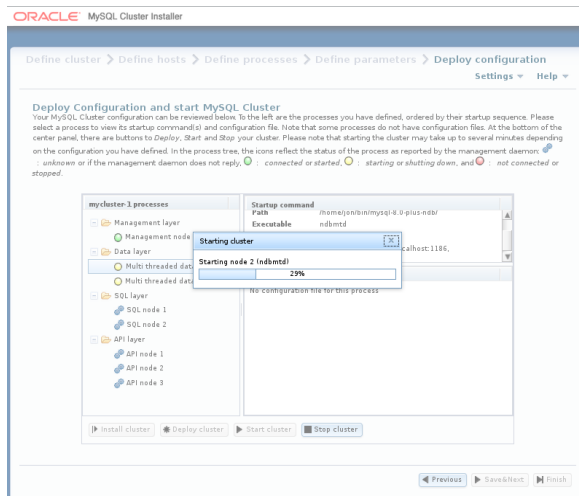 ORACLE® MySQL Cluster Installer
Define cluster ❯ Define hosts ❯ Define processes ❯ Define parameters ❯ Deploy configuration
Settings Help
Deploy Configuration and start MySQL Cluster
Your MySQL Cluster configuration can be reviewed below. To the left are the processes you have defined, ordered by their startup sequence. Please
select a process to view its startup command(s) and configuration file. Note that some processes do not have configuration files. At the bottom of the
center panel, there are buttons to Deploy, Start and Stop your cluster. Please note that starting the cluster may take up to several minutes depending
on the configuration you have defined. In the process tree, the icons reflect the status of the process as reported by the management daemon:
: unknown or if the management daemon does not reply, : connected or started, : starting or shutting down, and : not connected or
stopped.
mycluster-1 processes
Management layer
Management node
Data layer
Multi threaded data
Multi threaded data
SQL layer
SQL node 1
SQL node 2
API layer
API node 1
API node 2
API node 3
Startup command
Path /home/jon/bin/mysql-8.0-plus-ndb/
Executable ndbmtd
calhost:1186,
No configuration file for this process
Starting cluster
Starting node 2 (ndbmtd)
29%
Install cluster Deploy cluster Start cluster Stop cluster
Previous Save&Next Finish